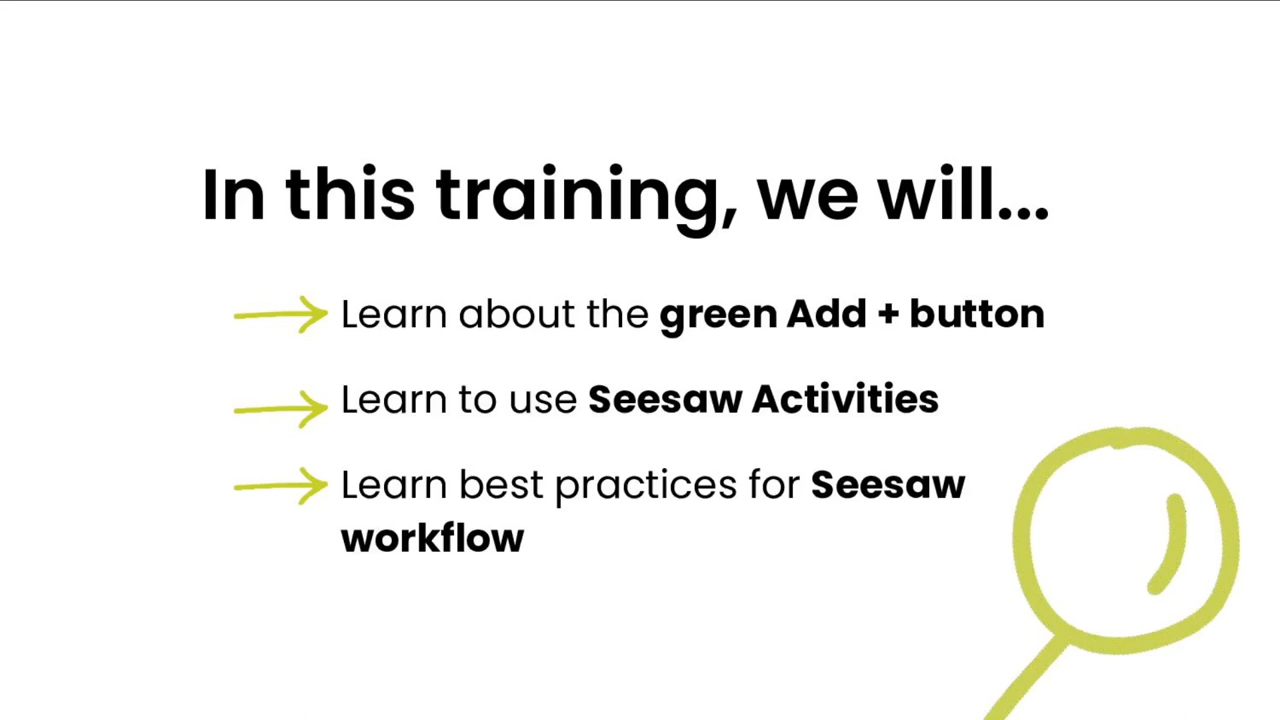 In this training, we will...
Learn about the green Add + button
Learn to use Seesaw Activities
Learn best practices for Seesaw
workflow